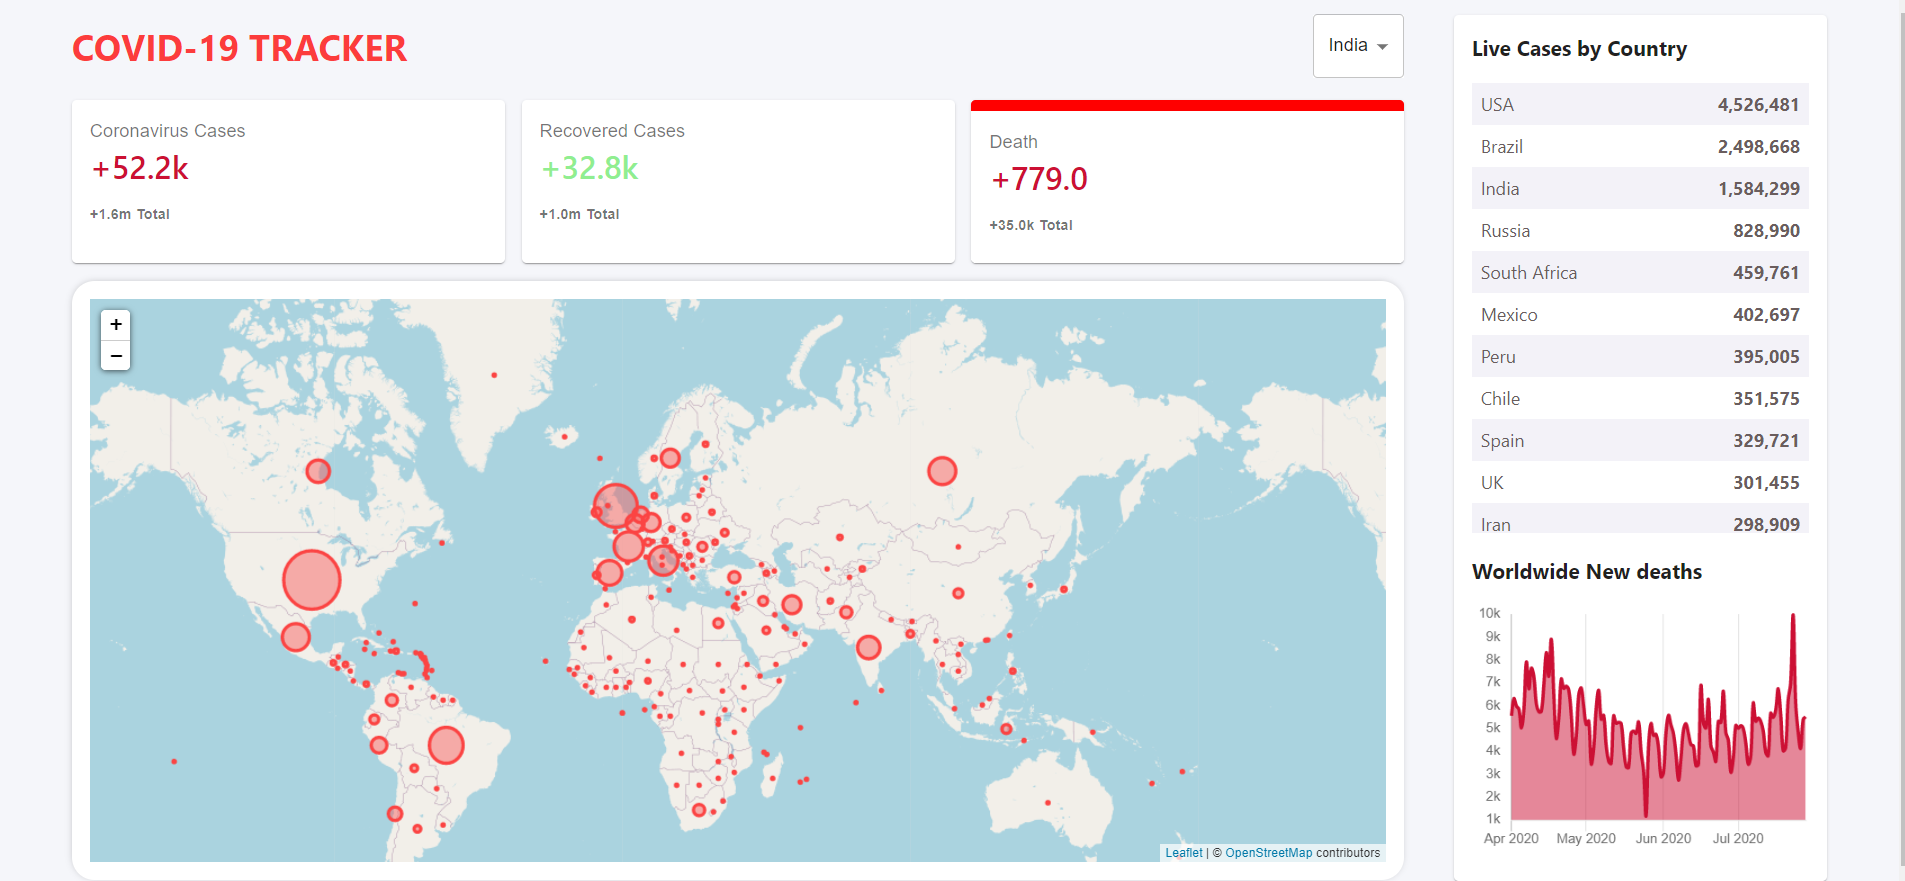 COVID-19 TRACKER
India
Coronavirus Cases
+52.2k
+1.6m Total
Recovered Cases
+32.8k
+1.0m Total
Death
+779.0
+35.0k Total
+
−
Leaflet | © OpenStreetMap contributors
Live Cases by Country
USA 4,526,481
Brazil 2,498,668
India 1,584,299
Russia 828,990
South Africa 459,761
Mexico 402,697
Peru 395,005
Chile 351,575
Spain 329,721
UK 301,455
Iran 298,909
Worldwide New deaths
10k
9k
8k
7k
6k
5k
4k
3k
2k
1k
Apr 2020 May 2020 Jun 2020 Jul 2020